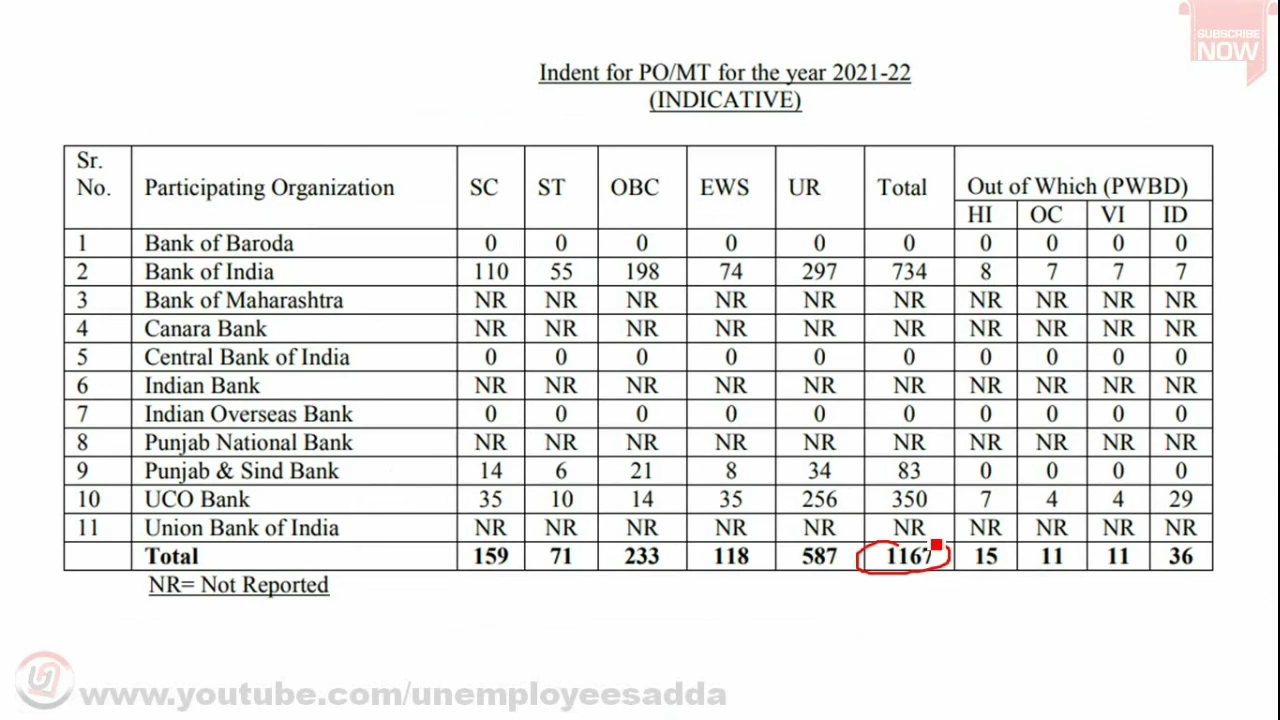 SUBSCRIBE
NOW
Indent for PO/MT for the year 2021-22
(INDICATIVE)
Sr. No. Participating Organization SC ST OBC EWS UR Total Out of Which (PWBD)
HI OC VI ID
1 Bank of Baroda 0 0 0 0 0 0 0 0 0 0
2 Bank of India 110 55 198 74 297 734 8 7 7 7
3 Bank of Maharashtra NR NR NR NR NR NR NR NR NR NR
4 Canara Bank NR NR NR NR NR NR NR NR NR NR
5 Central Bank of India 0 0 0 0 0 0 0 0 0 0
6 Indian Bank NR NR NR NR NR NR NR NR NR NR
7 Indian Overseas Bank 0 0 0 0 0 0 0 0 0 0
8 Punjab National Bank NR NR NR NR NR NR NR NR NR NR
9 Punjab & Sind Bank 14 6 21 8 34 83 0 0 0 0
10 UCO Bank 35 10 14 35 256 350 7 4 4 29
11 Union Bank of India NR NR NR NR NR NR NR NR NR NR
Total 159 71 233 118 587 1167 15 11 11 36
NR= Not Reported
www.youtube.com/unemployeesadda